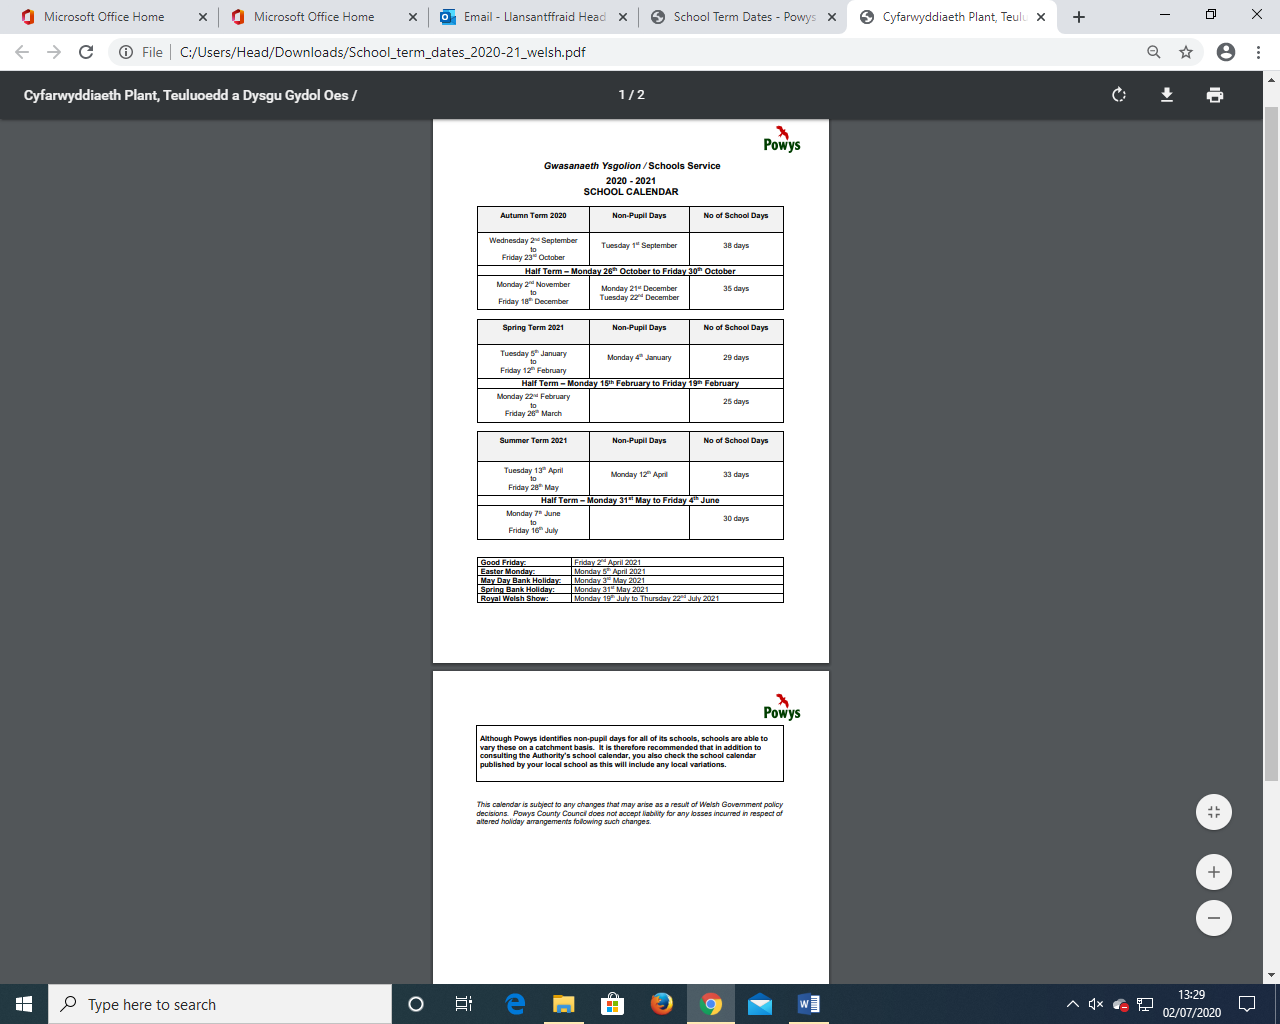 Microsoft Office Home
Microsoft Office Home
Email - Llansantffraid Head
School Term Dates - Powys
Cyfarwyddiaeth Plant, Teulu
File C:/Users/Head/Downloads/School_term_dates_2020-21_welsh.pdf
Cyfarwyddiaeth Plant, Teuluoedd a Dysgu Gydol Oes /
1 / 2
Powys
Gwasanaeth Ysgolion / Schools Service
2020 - 2021
SCHOOL CALENDAR
Autumn Term 2020 Non-Pupil Days No of School Days
Wednesday 2nd September
to
Friday 23rd October
Tuesday 1st September
38 days
Half Term – Monday 26th October to Friday 30th October
Monday 2nd November
to
Friday 18th December
Monday 21st December
Tuesday 22nd December
35 days
Spring Term 2021 Non-Pupil Days No of School Days
Tuesday 5th January
to
Friday 12th February
Monday 4th January
29 days
Half Term – Monday 15th February to Friday 19th February
Monday 22nd February
to
Friday 26th March
25 days
Summer Term 2021 Non-Pupil Days No of School Days
Tuesday 13th April
to
Friday 28th May
Monday 12th April
33 days
Half Term – Monday 31st May to Friday 4th June
Monday 7th June
to
Friday 16th July
30 days
Good Friday: Friday 2nd April 2021
Easter Monday: Monday 5th April 2021
May Day Bank Holiday: Monday 3rd May 2021
Spring Bank Holiday: Monday 31st May 2021
Royal Welsh Show: Monday 19th July to Thursday 22nd July 2021
Powys
Although Powys identifies non-pupil days for all of its schools, schools are able to
vary these on a catchment basis. It is therefore recommended that in addition to
consulting the Authority's school calendar, you also check the school calendar
published by your local school as this will include any local variations.
This calendar is subject to any changes that may arise as a result of Welsh Government policy
decisions. Powys County Council does not accept liability for any losses incurred in respect of
altered holiday arrangements following such changes.
Type here to search
13:29
02/07/2020